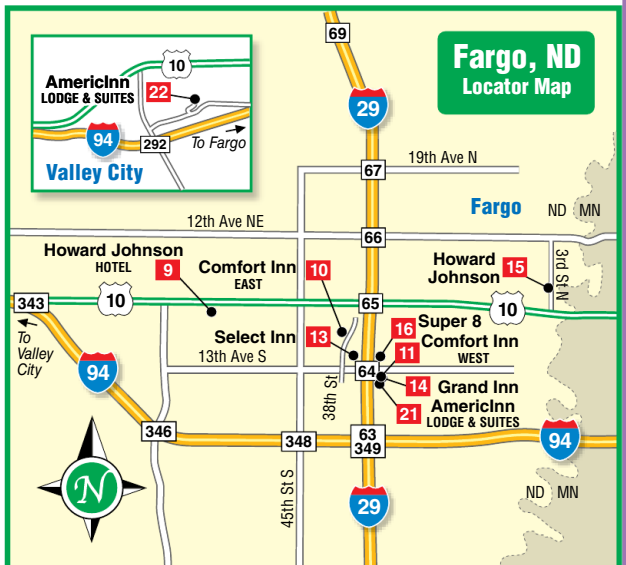 Fargo, ND
Locator Map
69
29
10
AmericInn
LODGE & SUITES
22
94
292
To Fargo
Valley City
19th Ave N
67
Fargo
ND
MN
12th Ave NE
66
3rd St N
Howard Johnson
HOTEL
9
Comfort Inn
EAST
10
Howard
Johnson
15
343
10
65
10
To
Valley
City
Select Inn
13
16
Super 8
13th Ave S
11
Comfort Inn
WEST
64
38th St
14
Grand Inn
21
AmericInn
LODGE & SUITES
94
346
348
63
349
94
N
45th St S
29
ND
MN